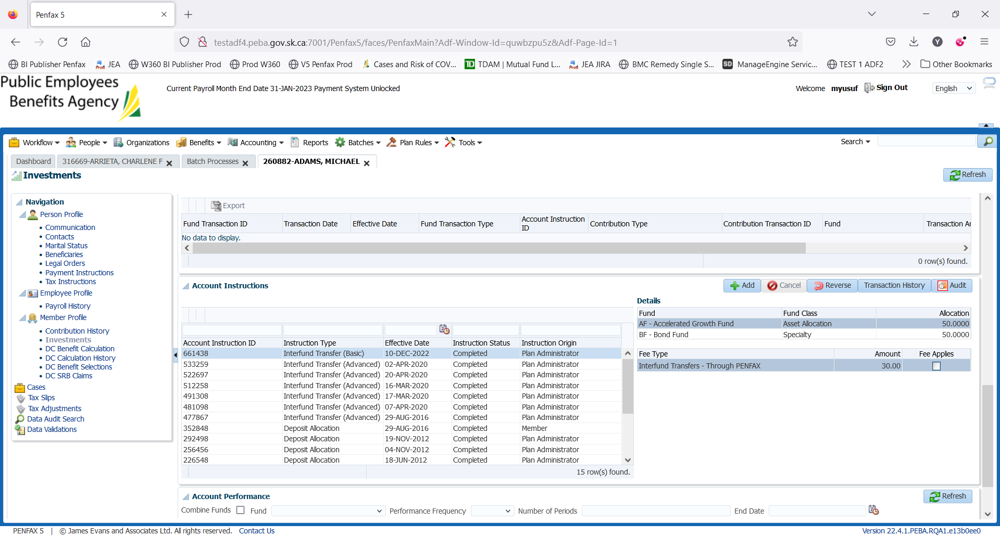 Penfax 5
testadf4.peba.gov.sk.ca:7001/Penfax5/faces/PenfaxMain?Adf-Window-Id=quwbzpu5z&Adf-Page-Id=1
Y
BI Publisher Penfax JEA W360 BI Publisher Prod Prod W360 V5 Penfax Prod Cases and Risk of COV... TDAM | Mutual Fund L... JEA JIRA BMC Remedy Single S... ManageEngine Servic... TEST 1 ADF2 Other Bookmarks
Public Employees
Benefits Agency
Current Payroll Month End Date 31-JAN-2023 Payment System Unlocked
Welcome myusuf Sign Out English
Workflow People Organizations Benefits Accounting Reports Batches Plan Rules Tools Search
Dashboard 316669-ARRIETA, CHARLENE F Batch Processes 260882-ADAMS, MICHAEL
Investments Refresh
Navigation
Person Profile
Communication
Contacts
Marital Status
Beneficiaries
Legal Orders
Payment Instructions
Tax Instructions
Employee Profile
Payroll History
Member Profile
Contribution History
Investments
DC Benefit Calculation
DC Calculation History
DC Benefit Selections
DC SRB Claims
Cases
Tax Slips
Tax Adjustments
Data Audit Search
Data Validations
Export
Fund Transaction ID Transaction Date Effective Date Fund Transaction Type Account Instruction ID Contribution Type Contribution Transaction ID Fund Transaction A
No data to display.
0 row(s) found.
Account Instructions Add Cancel Reverse Transaction History Audit
Account Instruction ID Instruction Type Effective Date Instruction Status Instruction Origin
661438 Interfund Transfer (Basic) 10-DEC-2022 Completed Plan Administrator
533259 Interfund Transfer (Advanced) 02-APR-2020 Completed Plan Administrator
522697 Interfund Transfer (Advanced) 20-APR-2020 Completed Plan Administrator
512258 Interfund Transfer (Advanced) 16-MAR-2020 Completed Plan Administrator
491308 Interfund Transfer (Advanced) 17-MAR-2020 Completed Plan Administrator
481098 Interfund Transfer (Advanced) 07-APR-2020 Completed Plan Administrator
477867 Interfund Transfer (Advanced) 29-AUG-2016 Completed Plan Administrator
352848 Deposit Allocation 29-AUG-2016 Completed Member
292498 Deposit Allocation 19-NOV-2012 Completed Plan Administrator
256456 Deposit Allocation 04-NOV-2012 Completed Plan Administrator
226548 Deposit Allocation 18-JUN-2012 Completed Plan Administrator
15 row(s) found.
Details
Fund Fund Class Allocation
AF - Accelerated Growth Fund Asset Allocation 50.0000
BF - Bond Fund Specialty 50.0000
Fee Type Amount Fee Applies
Interfund Transfers - Through PENFAX 30.00
Account Performance Refresh
Combine Funds Fund Performance Frequency Number of Periods End Date
PENFAX 5 | © James Evans and Associates Ltd. All rights reserved. Contact Us Version 22.4.1.PEBA.RQA1.e13b0ee0